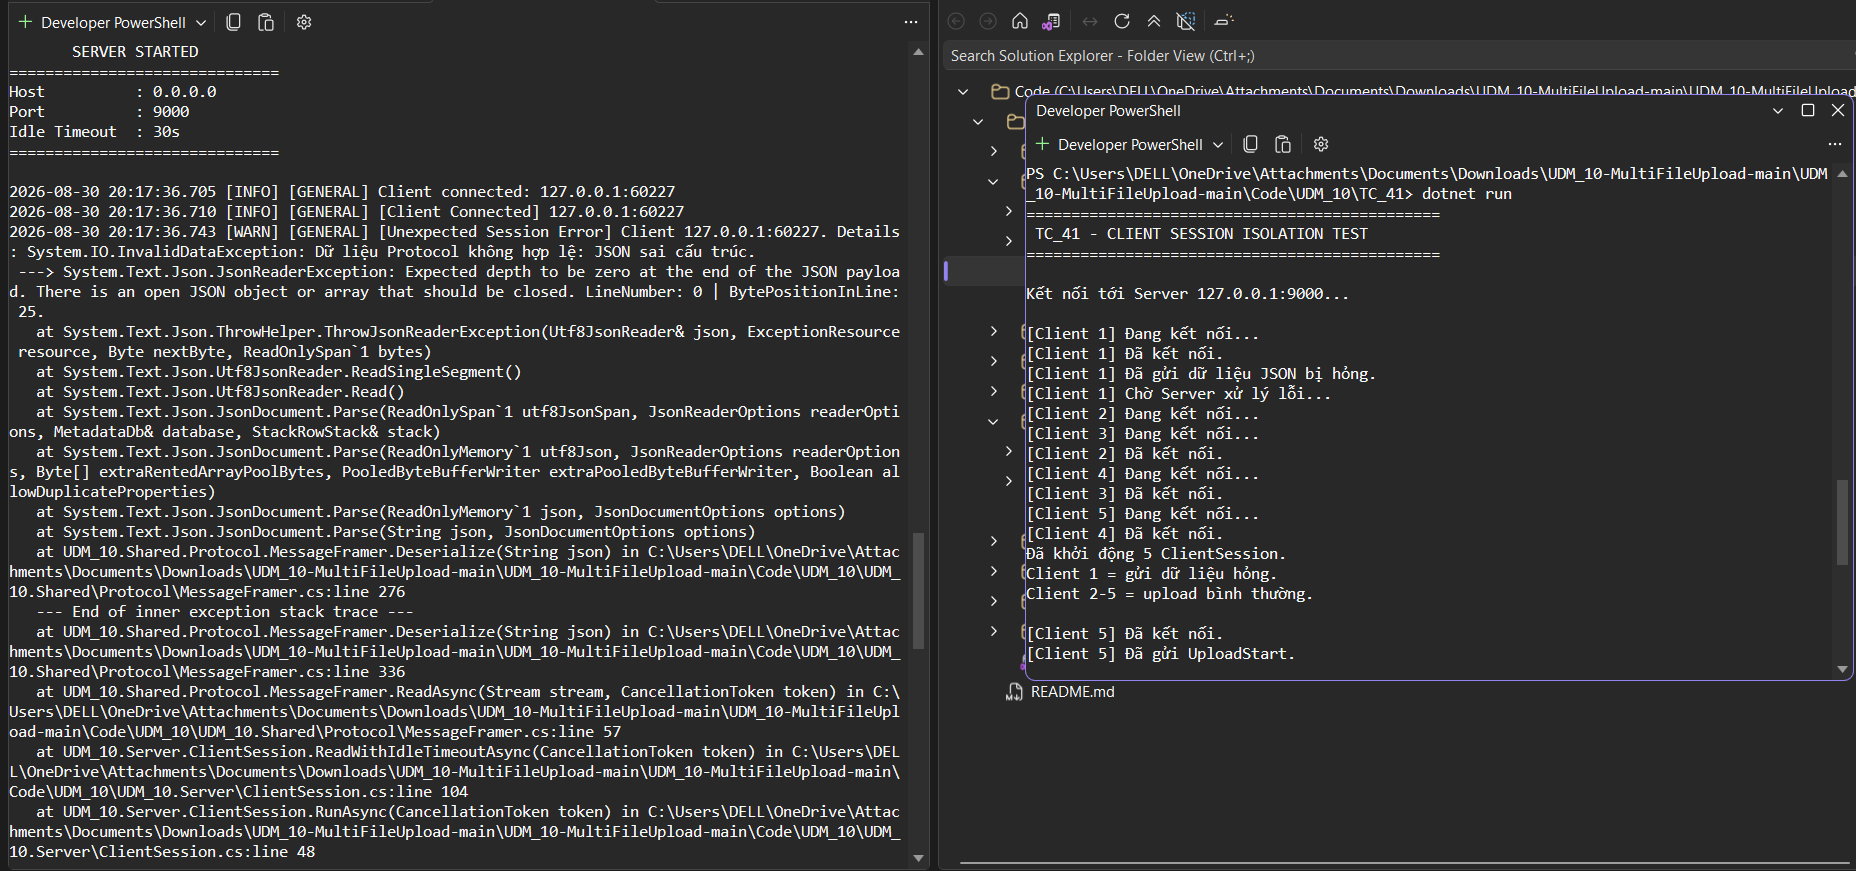 Developer PowerShell
SERVER STARTED
==============================
Host          : 0.0.0.0
Port          : 9000
Idle Timeout  : 30s
==============================
2026-08-30 20:17:36.705 [INFO] [GENERAL] Client connected: 127.0.0.1:60227
2026-08-30 20:17:36.710 [INFO] [GENERAL] [Client Connected] 127.0.0.1:60227
2026-08-30 20:17:36.743 [WARN] [GENERAL] [Unexpected Session Error] Client 127.0.0.1:60227. Details
: System.IO.InvalidDataException: Dữ liệu Protocol không hợp lệ: JSON sai cấu trúc.
 ---> System.Text.Json.JsonReaderException: Expected depth to be zero at the end of the JSON payloa
d. There is an open JSON object or array that should be closed. LineNumber: 0 | BytePositionInLine:
 25.
   at System.Text.Json.ThrowHelper.ThrowJsonReaderException(Utf8JsonReader& json, ExceptionResource
 resource, Byte nextByte, ReadOnlySpan`1 bytes)
   at System.Text.Json.Utf8JsonReader.ReadSingleSegment()
   at System.Text.Json.Utf8JsonReader.Read()
   at System.Text.Json.JsonDocument.Parse(ReadOnlySpan`1 utf8JsonSpan, JsonReaderOptions readerOpti
ons, MetadataDb& database, StackRowStack& stack)
   at System.Text.Json.JsonDocument.Parse(ReadOnlyMemory`1 utf8Json, JsonReaderOptions readerOption
s, Byte[] extraRentedArrayPoolBytes, PooledByteBufferWriter extraPooledByteBufferWriter, Boolean al
lowDuplicateProperties)
   at System.Text.Json.JsonDocument.Parse(ReadOnlyMemory`1 json, JsonDocumentOptions options)
   at System.Text.Json.JsonDocument.Parse(String json, JsonDocumentOptions options)
   at UDM_10.Shared.Protocol.MessageFramer.Deserialize(String json) in C:\Users\DELL\OneDrive\Attac
hments\Documents\Downloads\UDM_10-MultiFileUpload-main\UDM_10-MultiFileUpload-main\Code\UDM_10\UDM_
10.Shared\Protocol\MessageFramer.cs:line 276
   --- End of inner exception stack trace ---
   at UDM_10.Shared.Protocol.MessageFramer.Deserialize(String json) in C:\Users\DELL\OneDrive\Attac
hments\Documents\Downloads\UDM_10-MultiFileUpload-main\UDM_10-MultiFileUpload-main\Code\UDM_10\UDM_
10.Shared\Protocol\MessageFramer.cs:line 336
   at UDM_10.Shared.Protocol.MessageFramer.ReadAsync(Stream stream, CancellationToken token) in C:\
Users\DELL\OneDrive\Attachments\Documents\Downloads\UDM_10-MultiFileUpload-main\UDM_10-MultiFileUpl
oad-main\Code\UDM_10\UDM_10.Shared\Protocol\MessageFramer.cs:line 57
   at UDM_10.Server.ClientSession.ReadWithIdleTimeoutAsync(CancellationToken token) in C:\Users\DEL
L\OneDrive\Attachments\Documents\Downloads\UDM_10-MultiFileUpload-main\UDM_10-MultiFileUpload-main\
Code\UDM_10\UDM_10.Server\ClientSession.cs:line 104
   at UDM_10.Server.ClientSession.RunAsync(CancellationToken token) in C:\Users\DELL\OneDrive\Attac
hments\Documents\Downloads\UDM_10-MultiFileUpload-main\UDM_10-MultiFileUpload-main\Code\UDM_10\UDM_
10.Server\ClientSession.cs:line 48
Search Solution Explorer - Folder View (Ctrl+;)
Code (C:\Users\DELL\OneDrive\Attachments\Documents\Downloads\UDM_10-MultiFileUpload-main\UDM_10-MultiFileUpload
Developer PowerShell
Developer PowerShell
PS C:\Users\DELL\OneDrive\Attachments\Documents\Downloads\UDM_10-MultiFileUpload-main\UDM
_10-MultiFileUpload-main\Code\UDM_10\TC_41> dotnet run
==============================================
 TC_41 - CLIENT SESSION ISOLATION TEST
==============================================
Kết nối tới Server 127.0.0.1:9000...
[Client 1] Đang kết nối...
[Client 1] Đã kết nối.
[Client 1] Đã gửi dữ liệu JSON bị hỏng.
[Client 1] Chờ Server xử lý lỗi...
[Client 2] Đang kết nối...
[Client 3] Đang kết nối...
[Client 2] Đã kết nối.
[Client 4] Đang kết nối...
[Client 3] Đã kết nối.
[Client 5] Đang kết nối...
[Client 4] Đã kết nối.
Đã khởi động 5 ClientSession.
Client 1 = gửi dữ liệu hỏng.
Client 2-5 = upload bình thường.
[Client 5] Đã kết nối.
[Client 5] Đã gửi UploadStart.
README.md